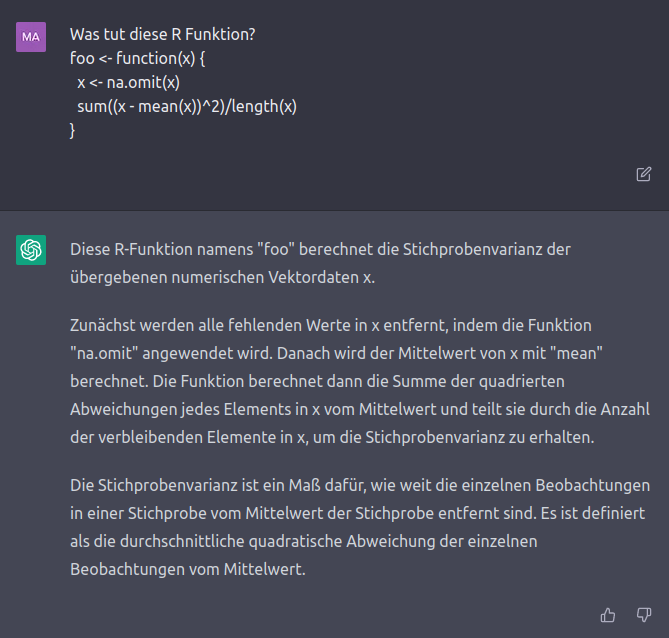 MA
Was tut diese R Funktion?
foo <- function(x) {
  x <- na.omit(x)
  sum((x - mean(x))^2)/length(x)
}
Diese R-Funktion namens "foo" berechnet die Stichprobenvarianz der
übergebenen numerischen Vektordaten x.
Zunächst werden alle fehlenden Werte in x entfernt, indem die Funktion
"na.omit" angewendet wird. Danach wird der Mittelwert von x mit "mean"
berechnet. Die Funktion berechnet dann die Summe der quadrierten
Abweichungen jedes Elements in x vom Mittelwert und teilt sie durch die Anzahl
der verbleibenden Elemente in x, um die Stichprobenvarianz zu erhalten.
Die Stichprobenvarianz ist ein Maß dafür, wie weit die einzelnen Beobachtungen
in einer Stichprobe vom Mittelwert der Stichprobe entfernt sind. Es ist definiert
als die durchschnittliche quadratische Abweichung der einzelnen
Beobachtungen vom Mittelwert.